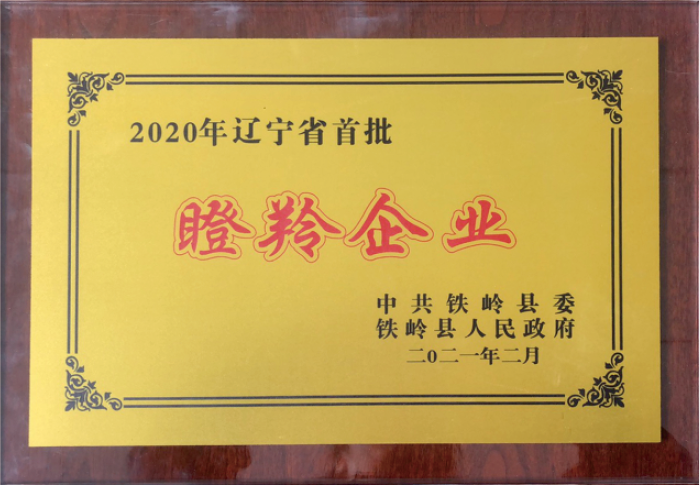 2020年辽宁省首批
瞪羚企业
中共铁岭县委
铁岭县人民政府
二0二一年二月